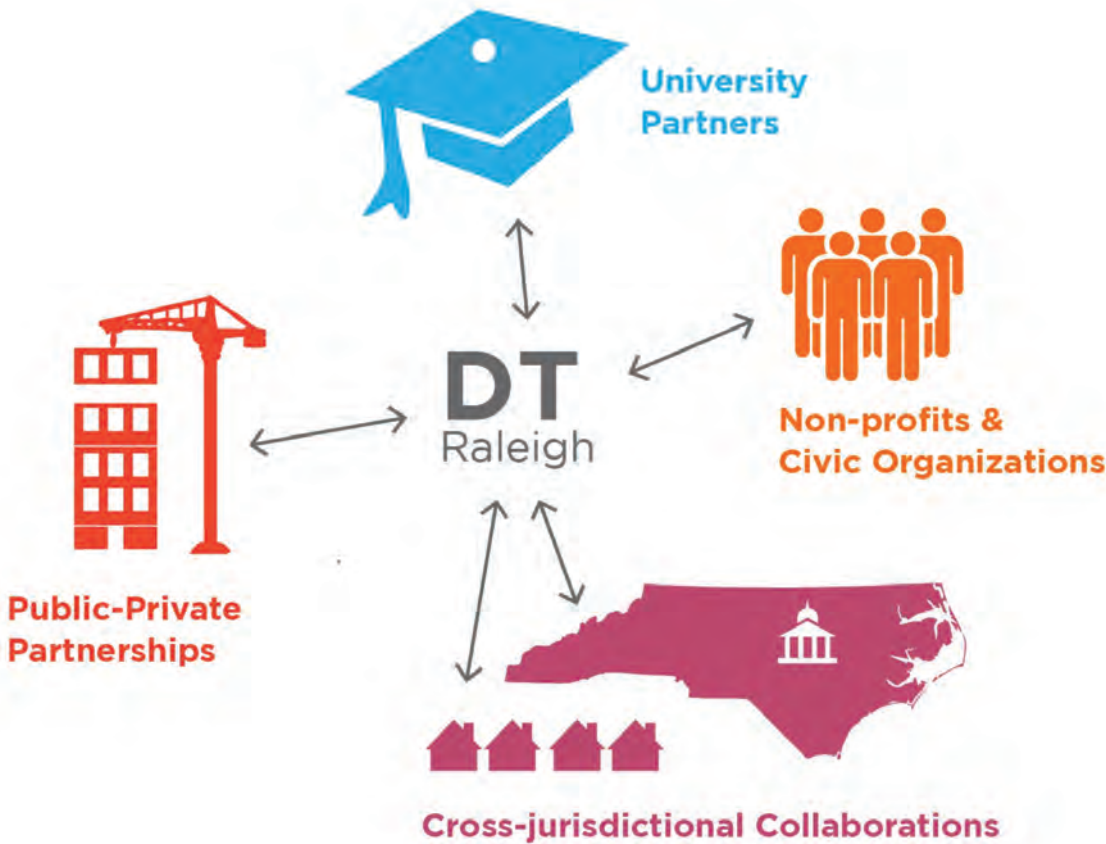 University
Partners
DT
Raleigh
Non-profits &
Civic Organizations
Public-Private
Partnerships
Cross-jurisdictional Collaborations